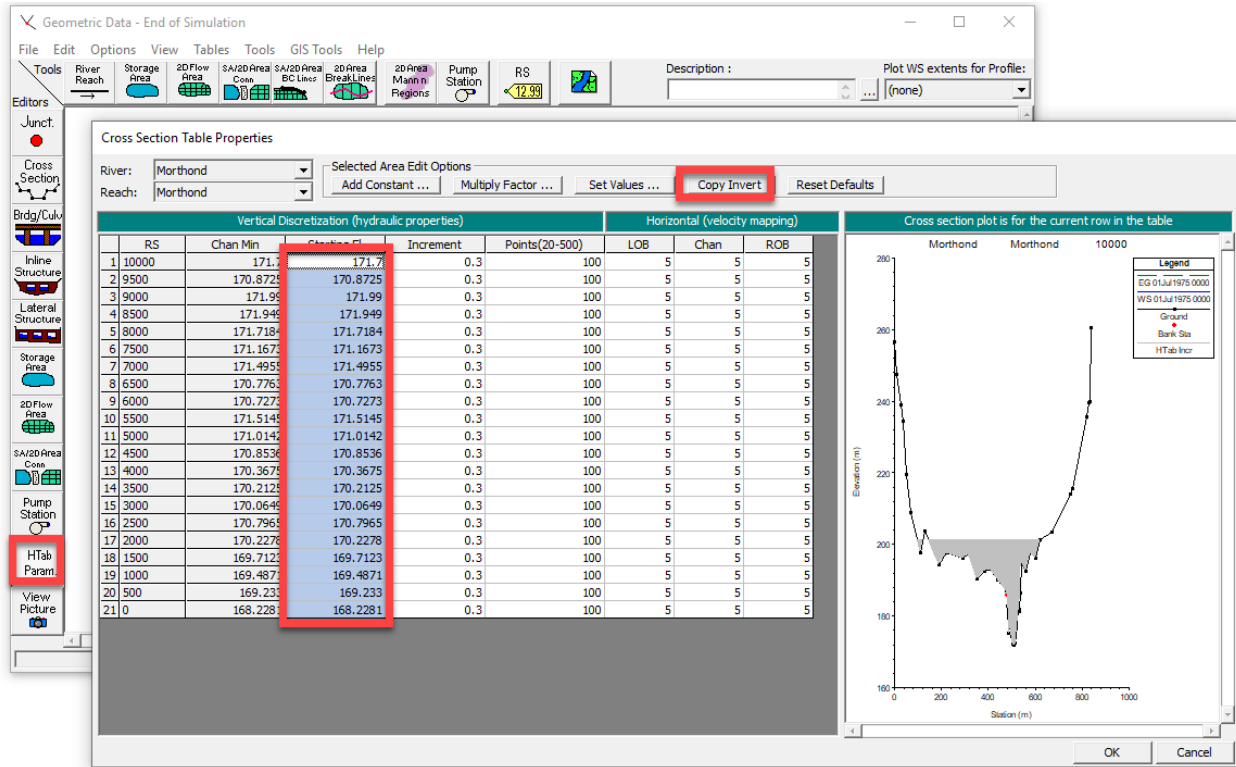 Geometric Data - End of Simulation
File Edit Options View Tables Tools GIS Tools Help
Tools
Editors
River Reach
Storage Area
2D Flow Area
SA/2D Area Conn
SA/2D Area BC Lines
2D Area BreakLines
2D Area Mann n Regions
Pump Station
RS
12.99
Description :
...
Plot WS extents for Profile:
(none)
Junct.
Cross Section
Brdg/Culv
Inline Structure
Lateral Structure
Storage Area
2D Flow Area
SA/2D Area Conn
Pump Station
HTab Param.
View Picture
Cross Section Table Properties
River: Morthond
Reach: Morthond
Selected Area Edit Options
Add Constant ... Multiply Factor ... Set Values ... Copy Invert Reset Defaults
Vertical Discretization (hydraulic properties) Horizontal (velocity mapping)
RS Chan Min Starting El Increment Points(20-500) LOB Chan ROB
1 10000 171.7 171.7 0.3 100 5 5 5
2 9500 170.8725 170.8725 0.3 100 5 5 5
3 9000 171.99 171.99 0.3 100 5 5 5
4 8500 171.949 171.949 0.3 100 5 5 5
5 8000 171.7184 171.7184 0.3 100 5 5 5
6 7500 171.1673 171.1673 0.3 100 5 5 5
7 7000 171.4955 171.4955 0.3 100 5 5 5
8 6500 170.7763 170.7763 0.3 100 5 5 5
9 6000 170.7273 170.7273 0.3 100 5 5 5
10 5500 171.5145 171.5145 0.3 100 5 5 5
11 5000 171.0142 171.0142 0.3 100 5 5 5
12 4500 170.8536 170.8536 0.3 100 5 5 5
13 4000 170.3675 170.3675 0.3 100 5 5 5
14 3500 170.2125 170.2125 0.3 100 5 5 5
15 3000 170.0649 170.0649 0.3 100 5 5 5
16 2500 170.7965 170.7965 0.3 100 5 5 5
17 2000 170.2278 170.2278 0.3 100 5 5 5
18 1500 169.7123 169.7123 0.3 100 5 5 5
19 1000 169.4871 169.4871 0.3 100 5 5 5
20 500 169.233 169.233 0.3 100 5 5 5
21 0 168.2281 168.2281 0.3 100 5 5 5
Cross section plot is for the current row in the table
Morthond Morthond 10000
Legend
EG 01Jul1975 0000
WS 01Jul1975 0000
Ground
Bank Sta
HTab Incr
280
260
240
220
200
180
160
Elevation (m)
0 200 400 600 800 1000
Station (m)
OK Cancel